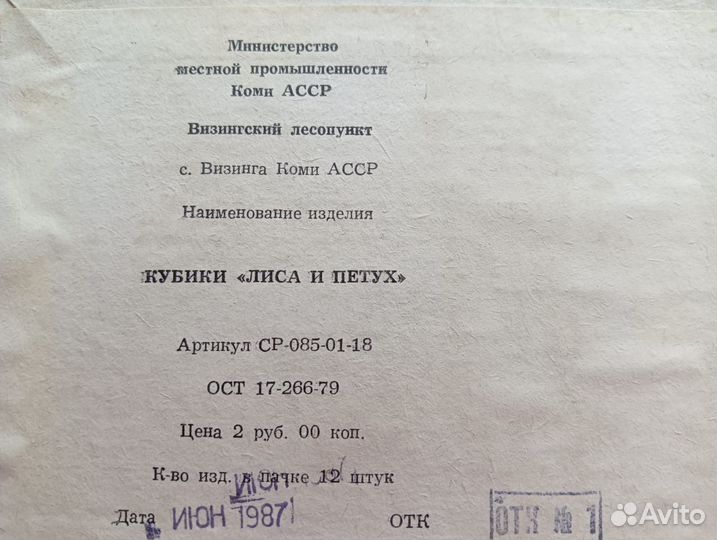 Министерство
местной промышленности
Коми АССР
Визингский лесопункт
с. Визинга Коми АССР
Наименование изделия
КУБИКИ «ЛИСА И ПЕТУХ»
Артикул СР-085-01-18
ОСТ 17-266-79
Цена 2 руб. 00 коп.
К-во изд. в пачке 12 штук
ИЮН
Дата ИЮН 1987 ОТК ОТК № 1
Avito